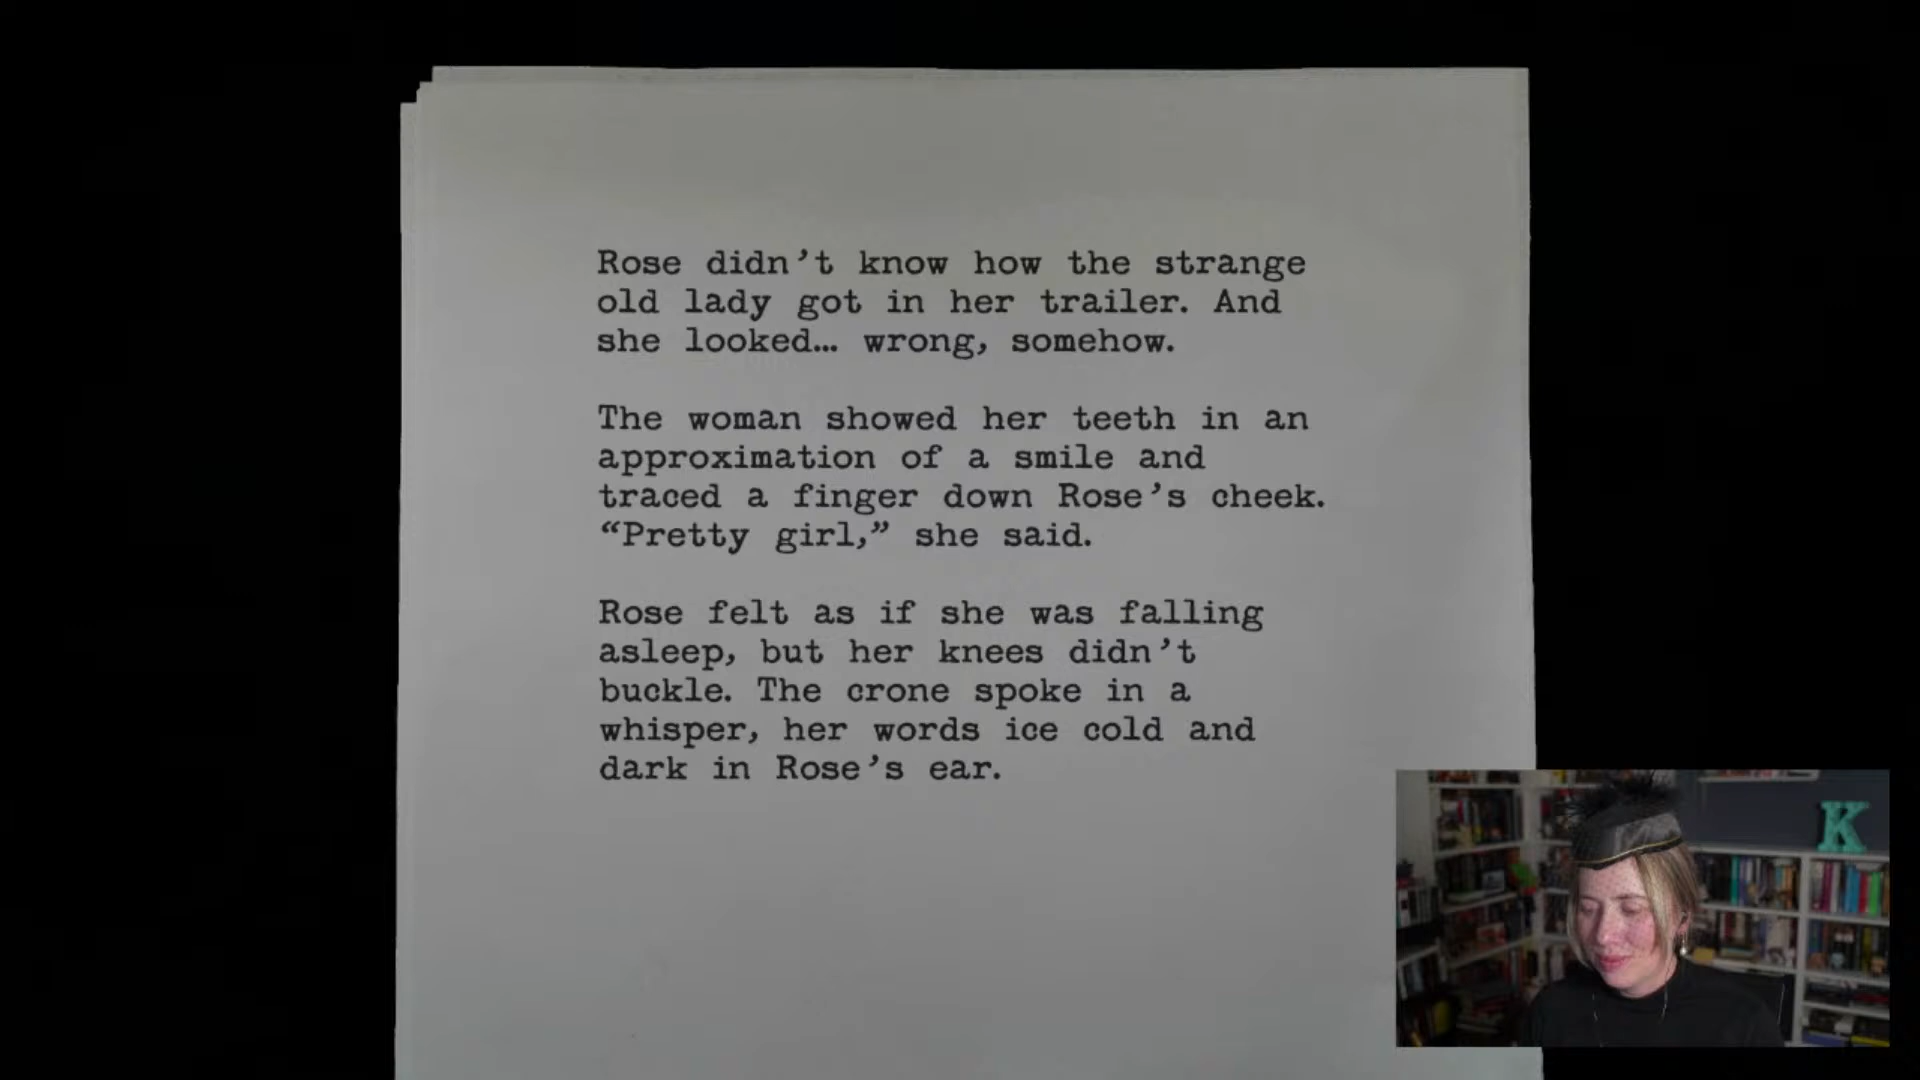 Rose didn’t know how the strange
old lady got in her trailer. And
she looked… wrong, somehow.
The woman showed her teeth in an
approximation of a smile and
traced a finger down Rose’s cheek.
“Pretty girl,” she said.
Rose felt as if she was falling
asleep, but her knees didn’t
buckle. The crone spoke in a
whisper, her words ice cold and
dark in Rose’s ear.
K